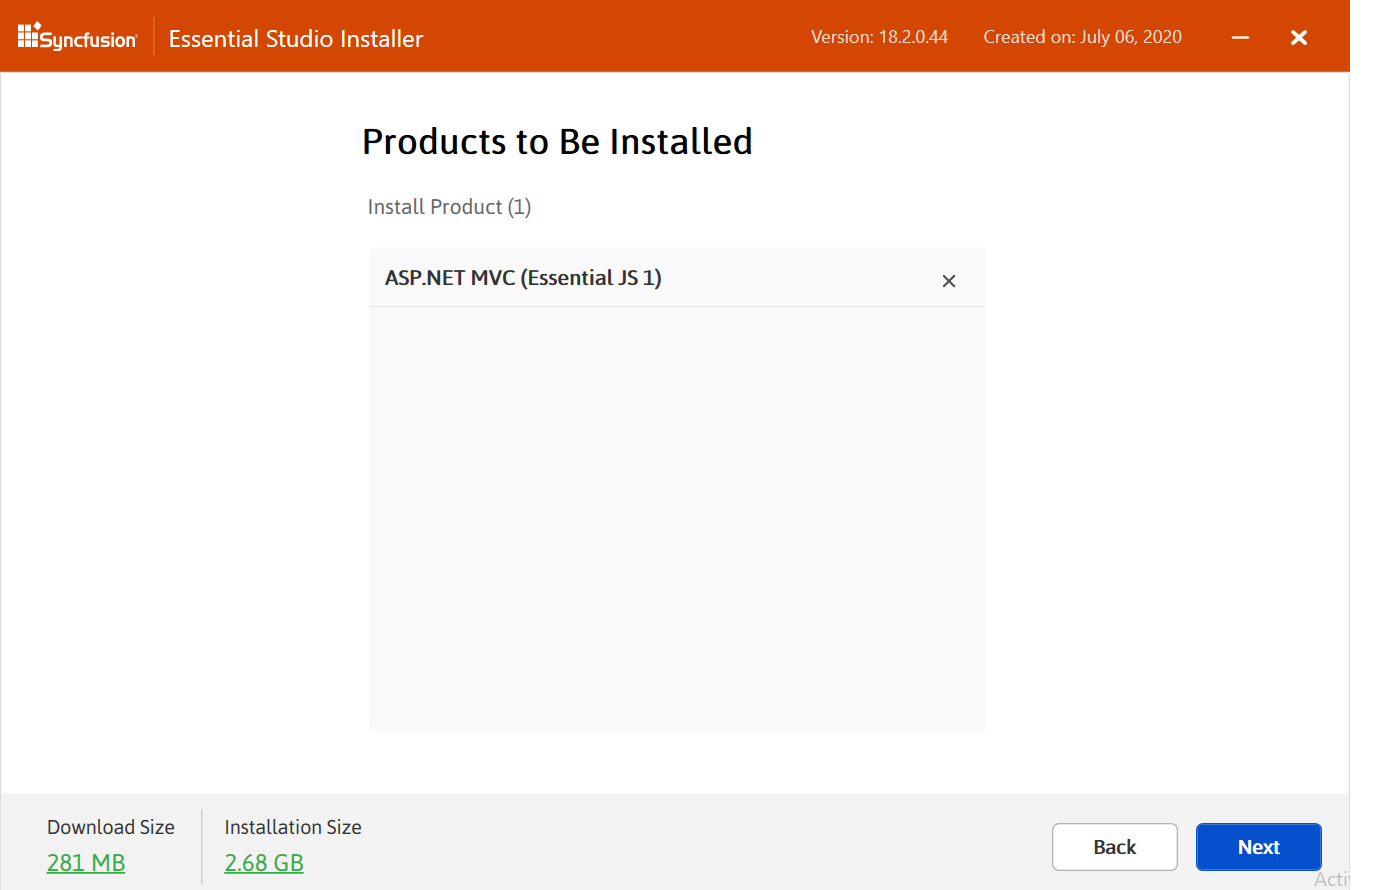 Syncfusion Essential Studio Installer Version: 18.2.0.44 Created on: July 06, 2020
Products to Be Installed
Install Product (1)
ASP.NET MVC (Essential JS 1)
Download Size Installation Size
281 MB 2.68 GB
Back Next